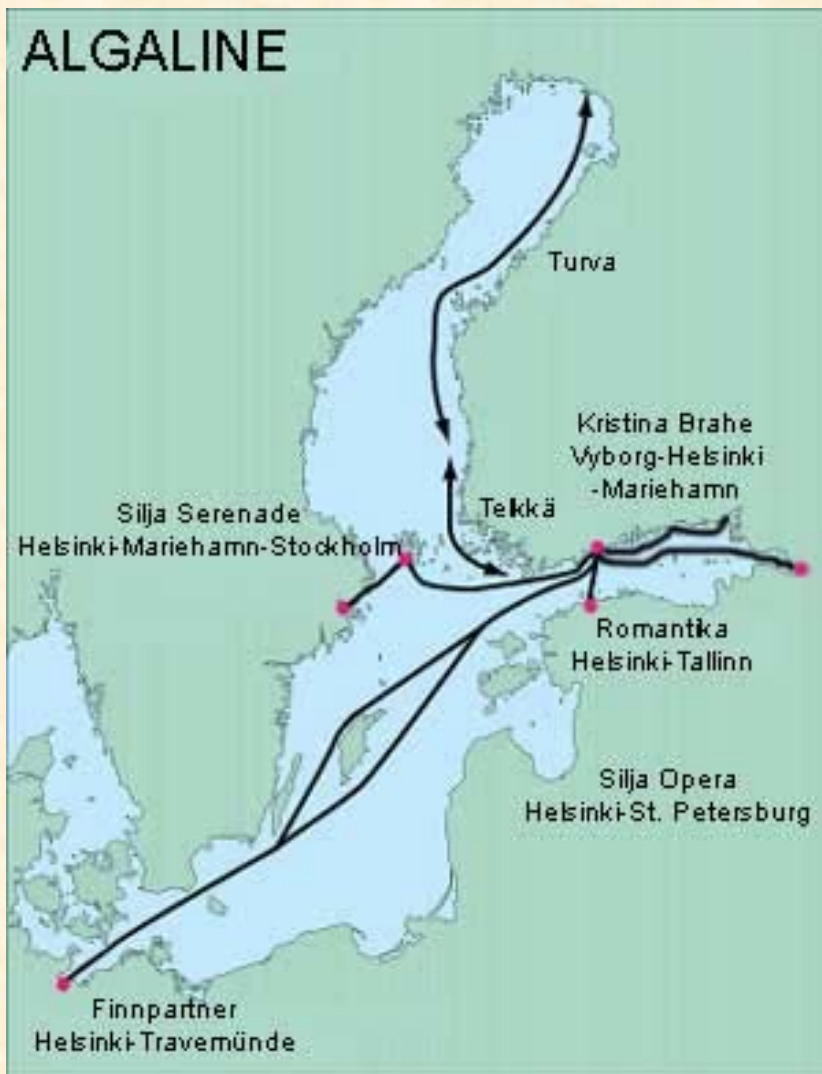 ALGALINE
Turva
Kristina Brahe
Vyborg-Helsinki
-Mariehamn
Telkkä
Silja Serenade
Helsinki-Mariehamn-Stockholm
Romantika
Helsinki-Tallinn
Silja Opera
Helsinki-St. Petersburg
Finnpartner
Helsinki-Travemünde